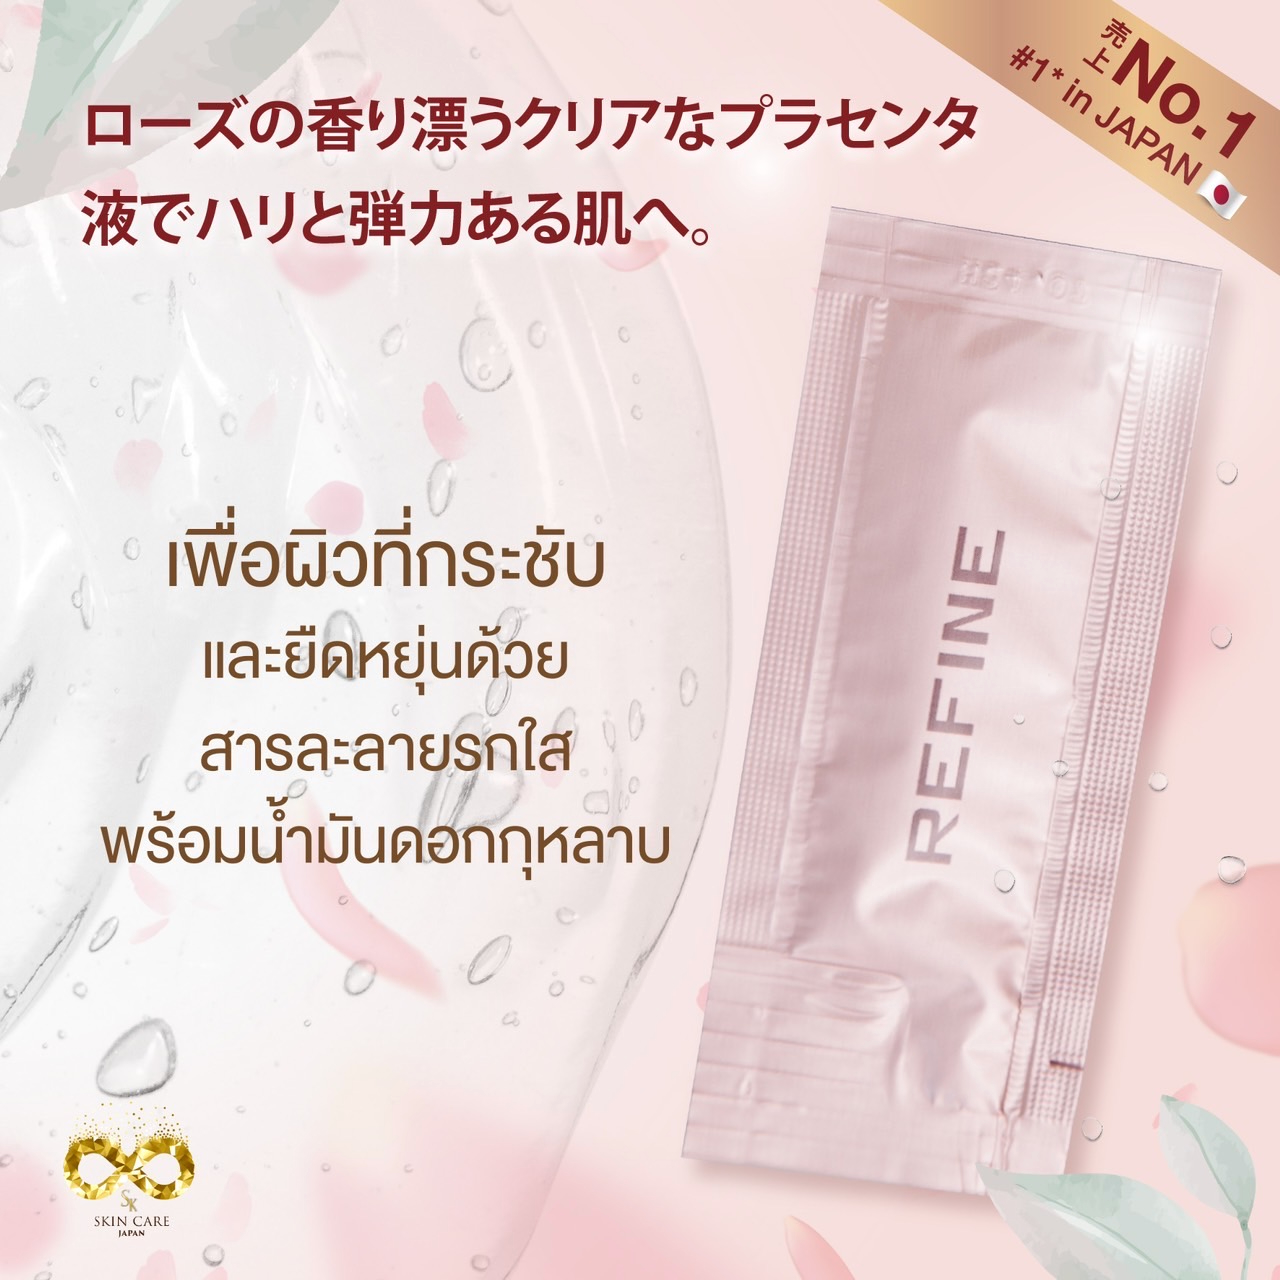 売上 No.1
#1* in JAPAN
ローズの香り漂うクリアなプラセンタ
液でハリと弾力ある肌へ。
เพื่อผิวที่กระชับ
และยืดหยุ่นด้วย
สารละลายรกใส
พร้อมน้ำมันดอกกุหลาบ
REFINE
SK
SKIN CARE
JAPAN